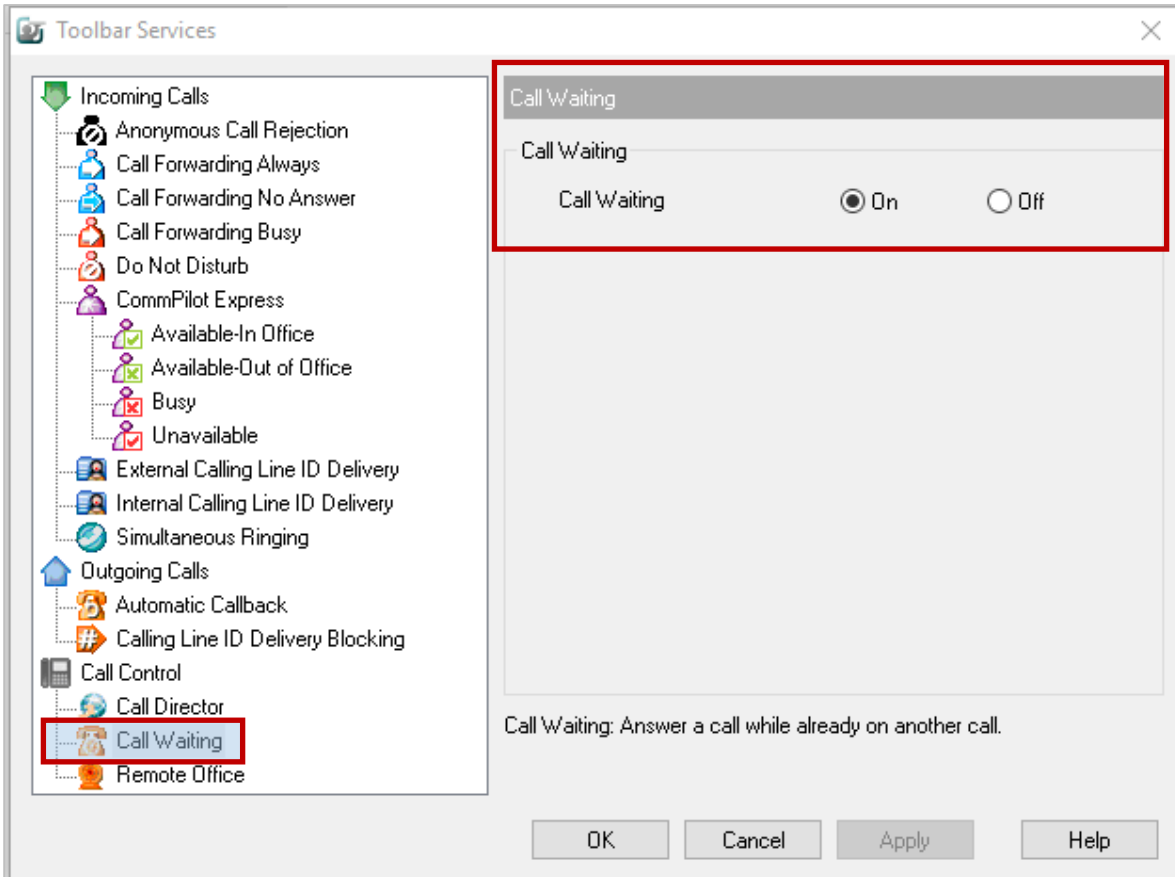 Toolbar Services
Incoming Calls
Anonymous Call Rejection
Call Forwarding Always
Call Forwarding No Answer
Call Forwarding Busy
Do Not Disturb
CommPilot Express
Available-In Office
Available-Out of Office
Busy
Unavailable
External Calling Line ID Delivery
Internal Calling Line ID Delivery
Simultaneous Ringing
Outgoing Calls
Automatic Callback
Calling Line ID Delivery Blocking
Call Control
Call Director
Call Waiting
Remote Office
Call Waiting
Call Waiting
Call Waiting On Off
Call Waiting: Answer a call while already on another call.
OK Cancel Apply Help